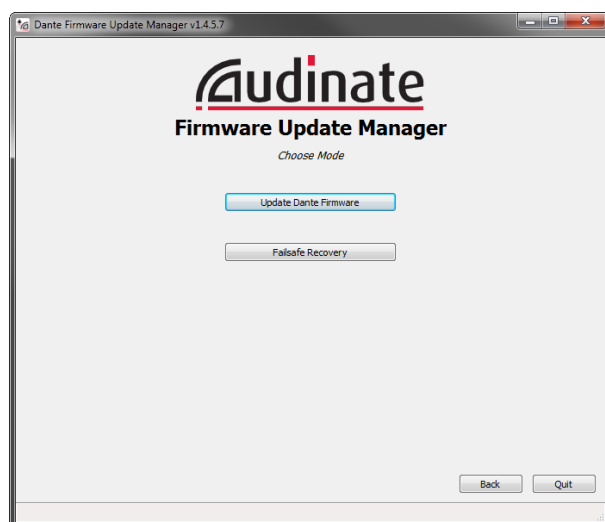 Dante Firmware Update Manager v1.4.5.7
Audinate
Firmware Update Manager
Choose Mode
Update Dante Firmware
Failsafe Recovery
Back
Quit